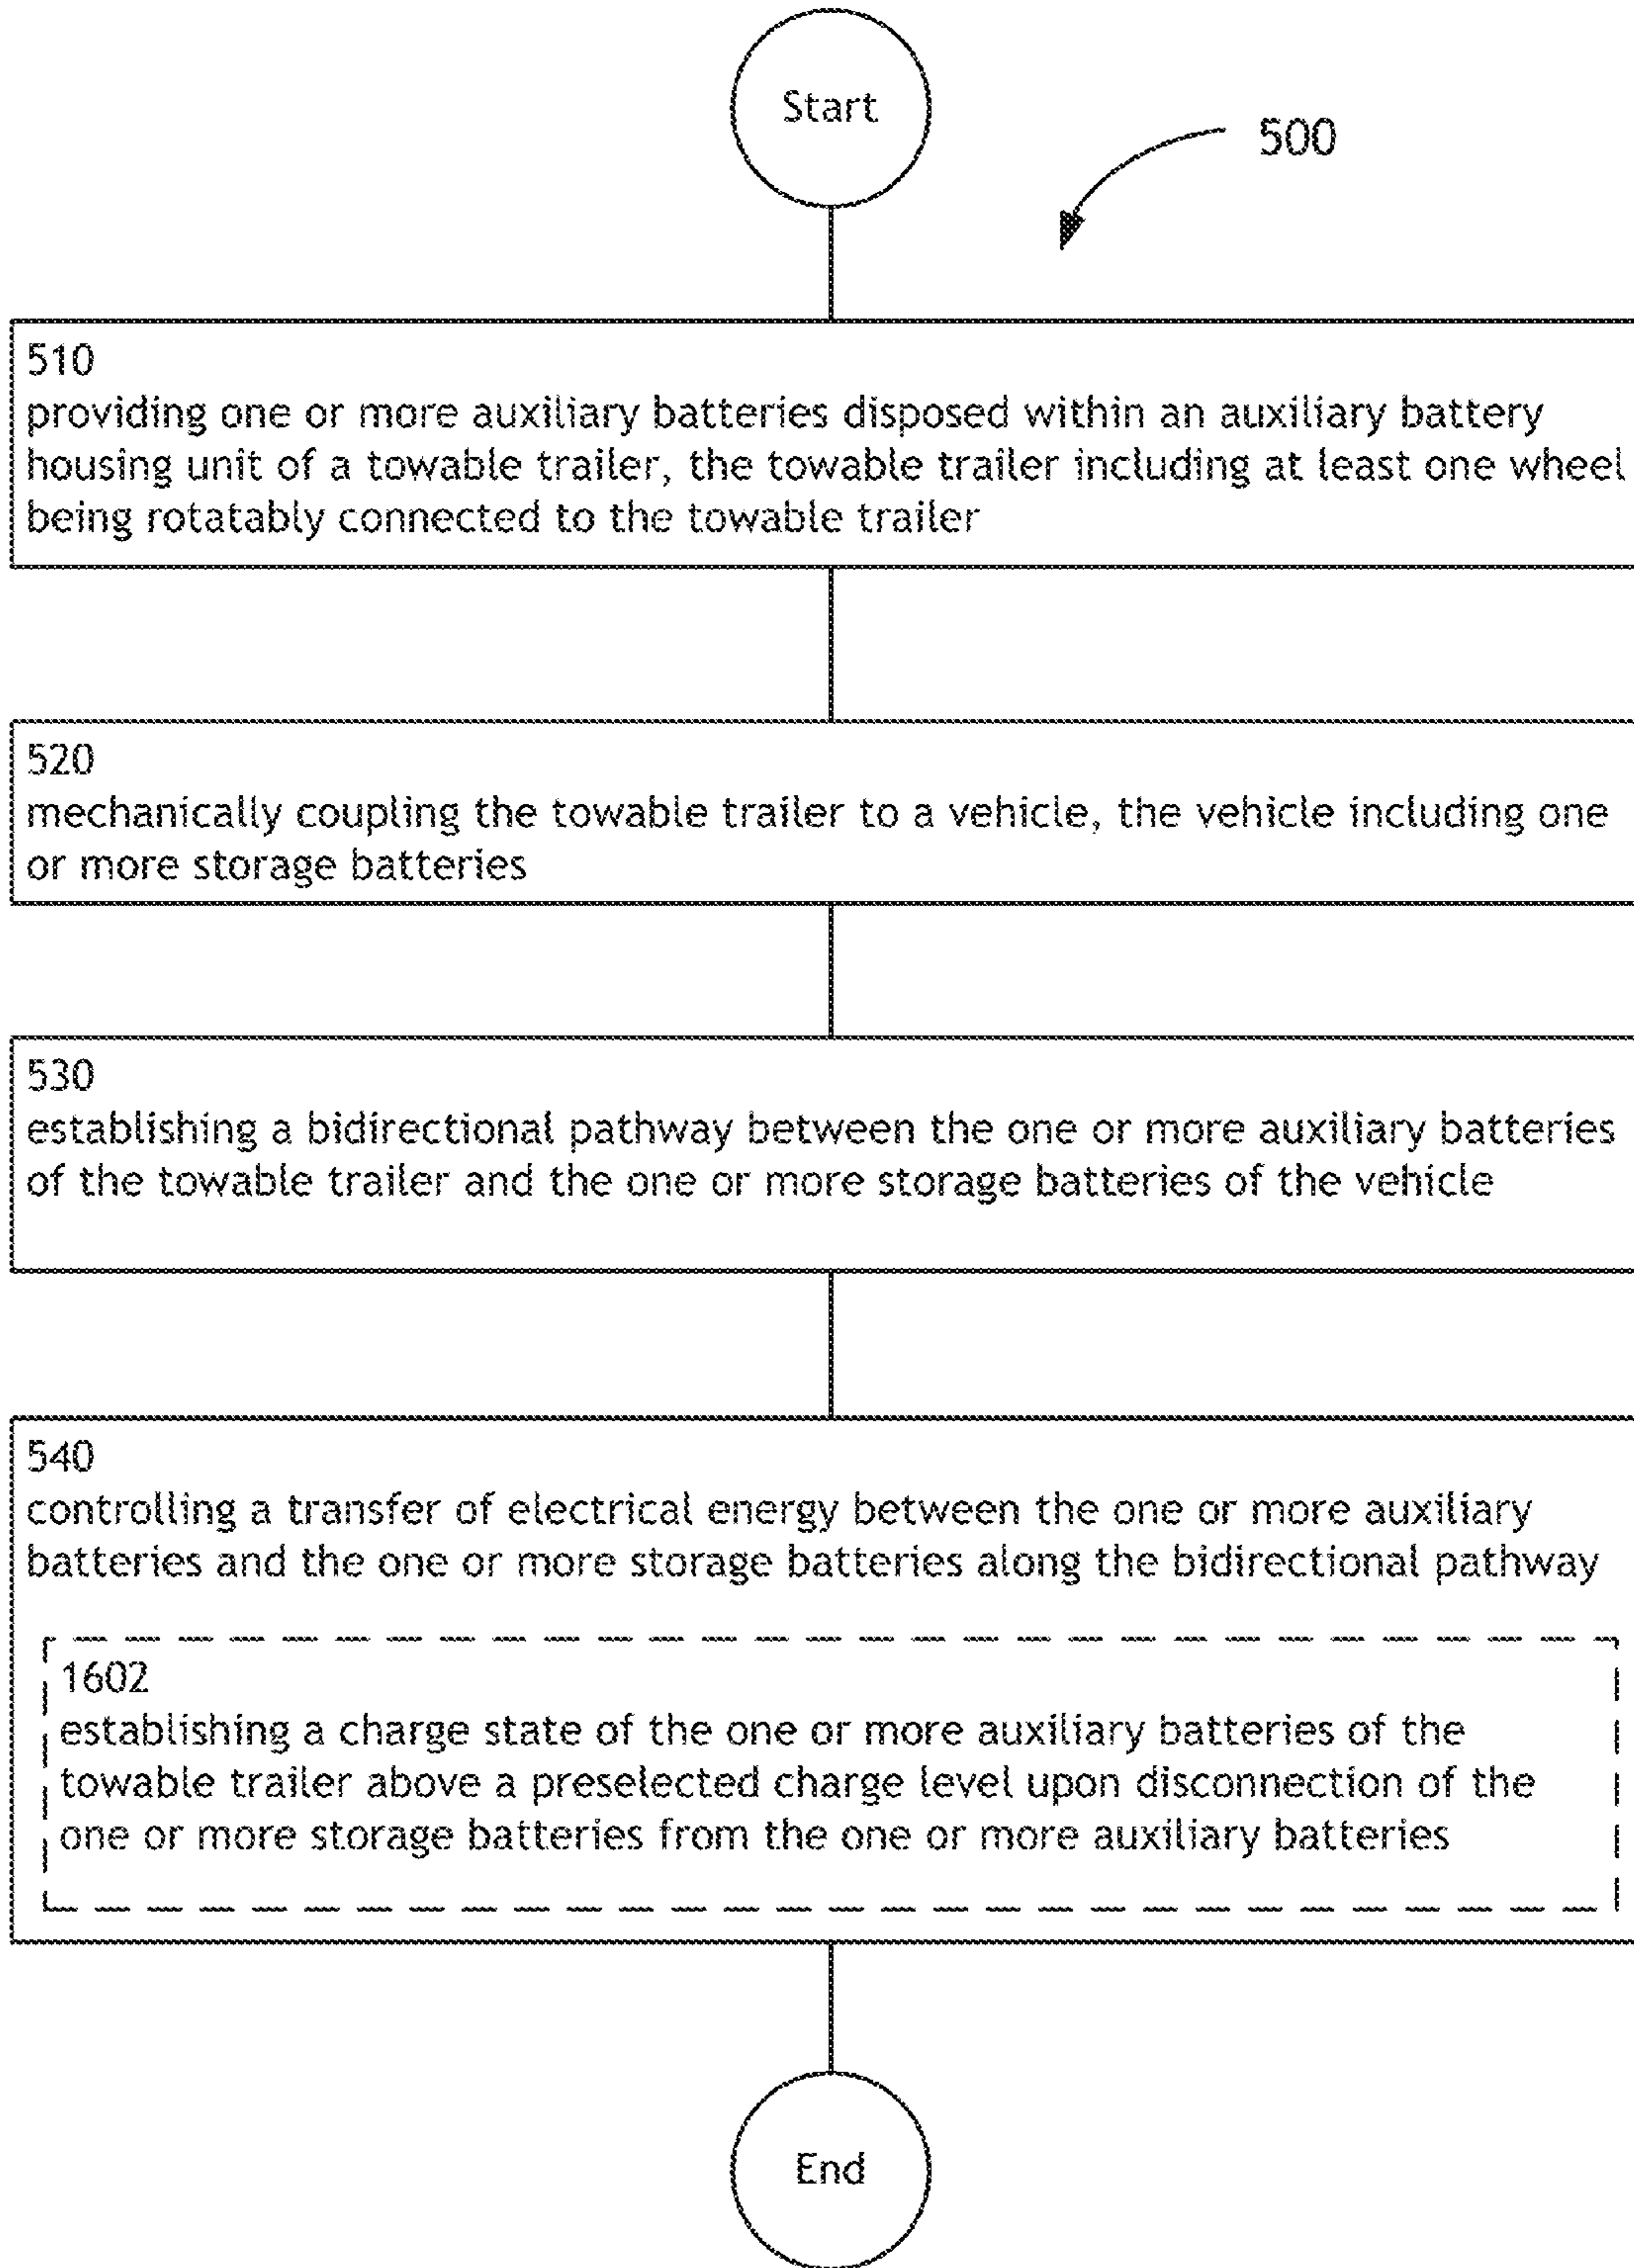 Start
500
510
providing one or more auxiliary batteries disposed within an auxiliary battery
housing unit of a towable trailer, the towable trailer including at least one wheel
being rotatably connected to the towable trailer
520
mechanically coupling the towable trailer to a vehicle, the vehicle including one
or more storage batteries
530
establishing a bidirectional pathway between the one or more auxiliary batteries
of the towable trailer and the one or more storage batteries of the vehicle
540
controlling a transfer of electrical energy between the one or more auxiliary
batteries and the one or more storage batteries along the bidirectional pathway
1602
establishing a charge state of the one or more auxiliary batteries of the
towable trailer above a preselected charge level upon disconnection of the
one or more storage batteries from the one or more auxiliary batteries
End